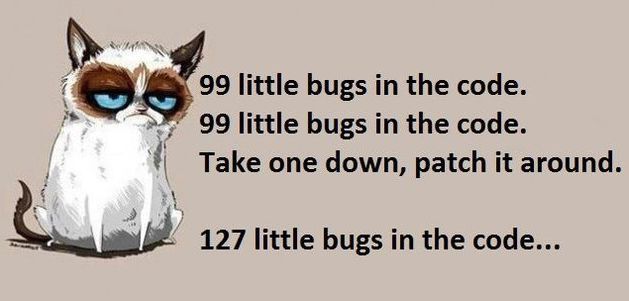 99 little bugs in the code.
99 little bugs in the code.
Take one down, patch it around.
127 little bugs in the code...